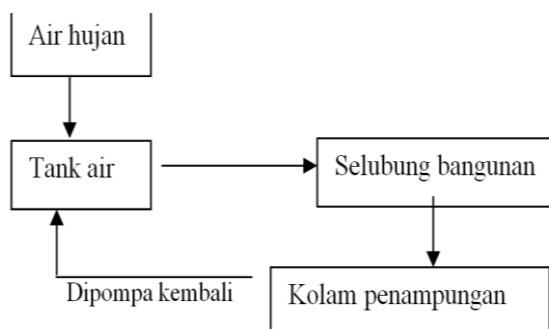 Air hujan
Tank air
Selubung bangunan
Dipompa kembali
Kolam penampungan